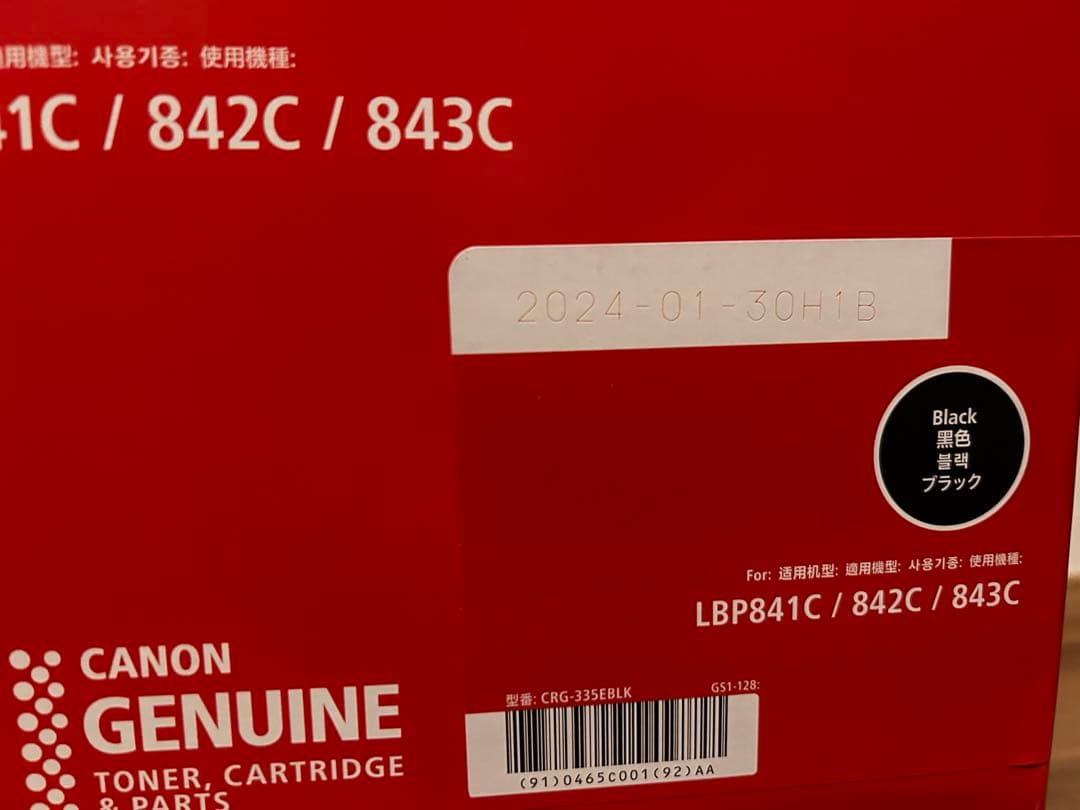 用機型: 사용기종: 使用機種:
1C / 842C / 843C
2024-01-30H1B
Black
黑色
블랙
ブラック
For: 适用机型: 適用機型: 사용기종: 使用機種:
LBP841C / 842C / 843C
CANON
GENUINE
TONER, CARTRIDGE
& PARTS
型番: CRG-335EBLK
GS1-128:
(91)0465C001(92)AA